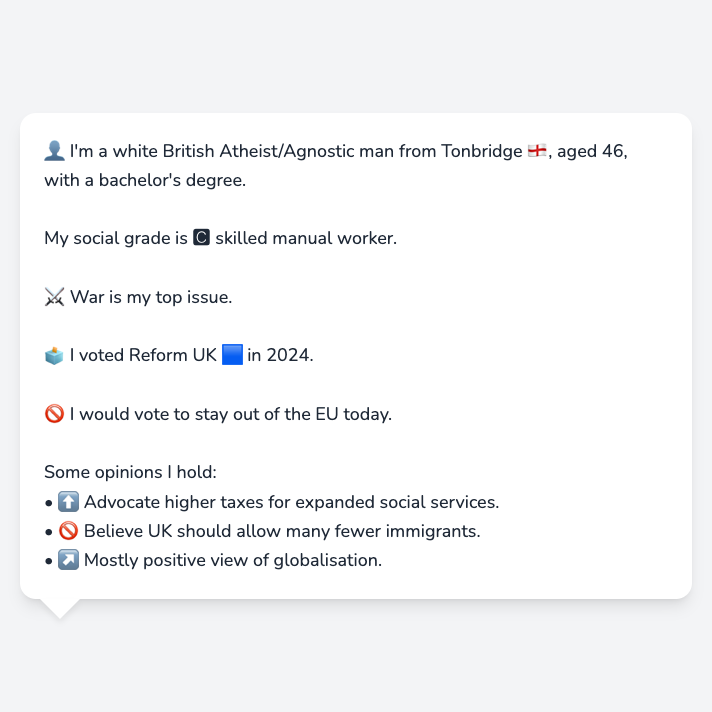 👤 I'm a white British Atheist/Agnostic man from Tonbridge 🏴󠁧󠁢󠁥󠁮󠁧󠁿, aged 46,
with a bachelor's degree.
My social grade is 🅲 skilled manual worker.
⚔️ War is my top issue.
🗳️ I voted Reform UK 🟦 in 2024.
🚫 I would vote to stay out of the EU today.
Some opinions I hold:
• ⬆️ Advocate higher taxes for expanded social services.
• 🚫 Believe UK should allow many fewer immigrants.
• ↗️ Mostly positive view of globalisation.